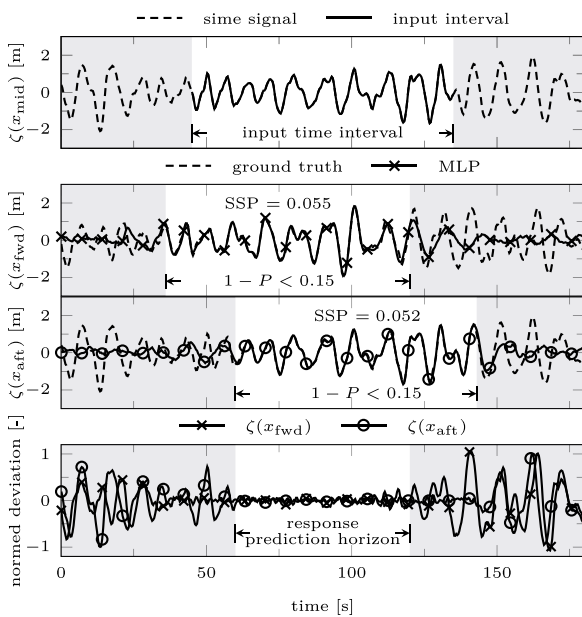 sime signal input interval
ζ(x_mid) [m]
2
0
−2
input time interval
ground truth MLP
ζ(x_fwd) [m]
2
0
−2
SSP = 0.055
1 − P < 0.15
ζ(x_aft) [m]
2
0
−2
SSP = 0.052
1 − P < 0.15
ζ(x_fwd) ζ(x_aft)
normed deviation [-]
1
0
−1
response
prediction horizon
0 50 100 150
time [s]